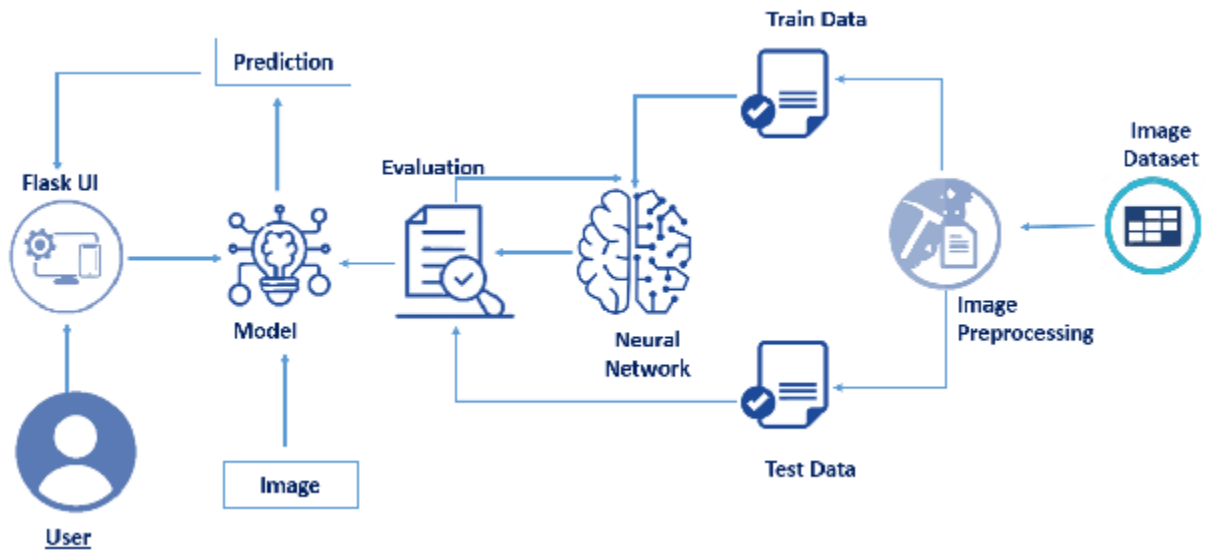 Train Data
Prediction
Image
Dataset
Evaluation
Flask UI
Image
Preprocessing
Model
Neural
Network
Test Data
Image
User